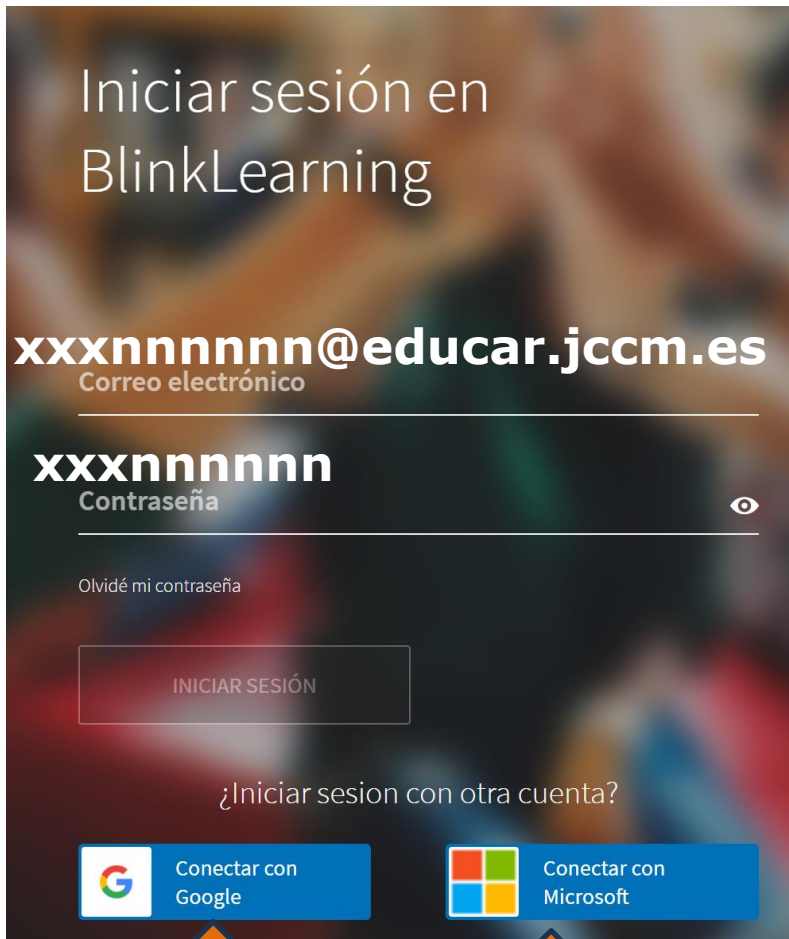 Iniciar sesión en
BlinkLearning
xxxnnnnnn@educar.jccm.es
Correo electrónico
xxxnnnnnn
Contraseña
Olvidé mi contraseña
INICIAR SESIÓN
¿Iniciar sesion con otra cuenta?
Conectar con
Google
Conectar con
Microsoft